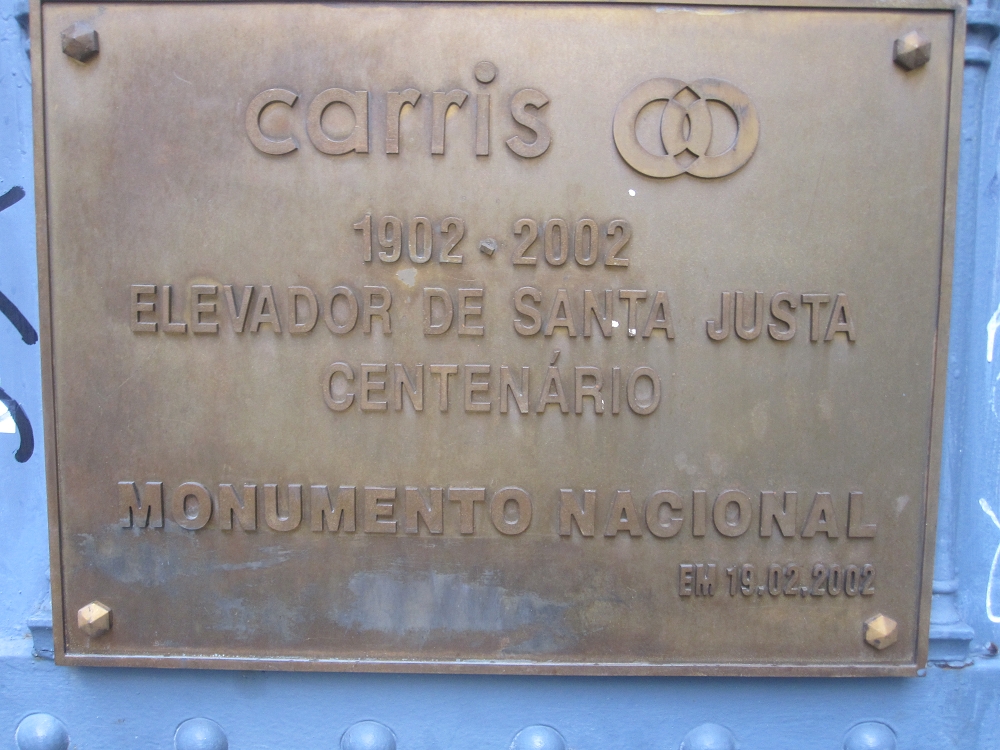 carris
1902 - 2002
ELEVADOR DE SANTA JUSTA
CENTENÁRIO
MONUMENTO NACIONAL
EM 19.02.2002